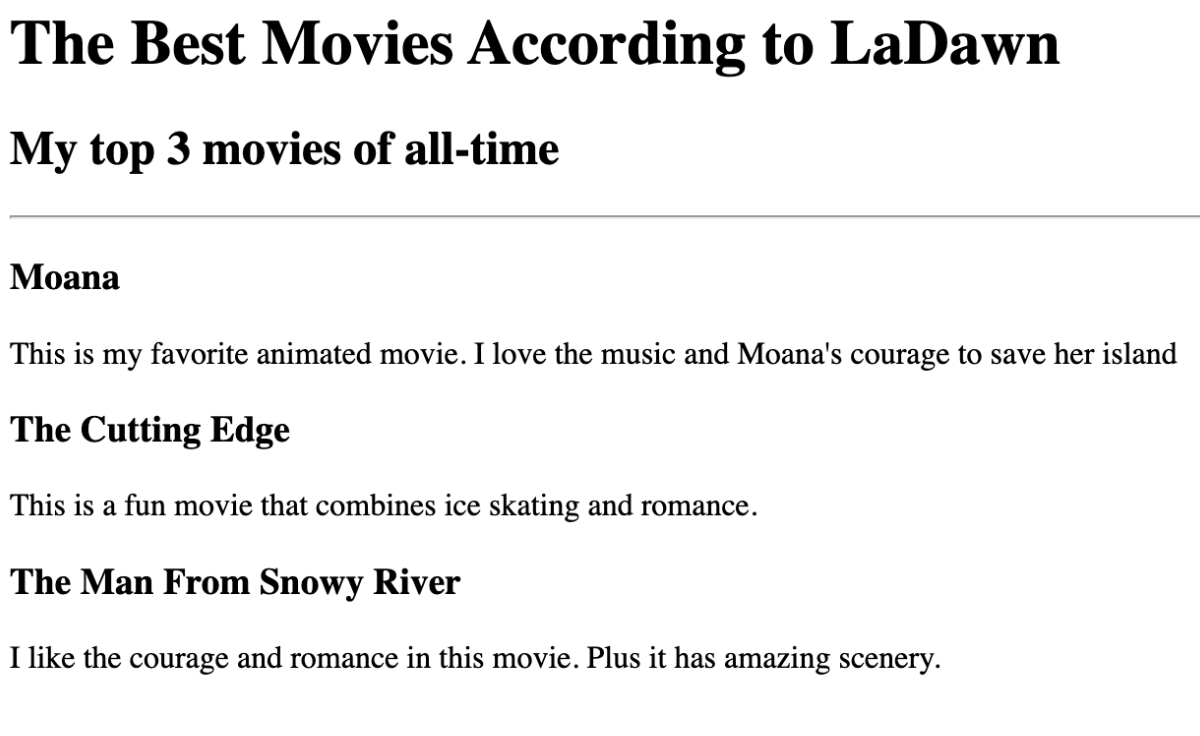 The Best Movies According to LaDawn
My top 3 movies of all-time
Moana
This is my favorite animated movie. I love the music and Moana's courage to save her island
The Cutting Edge
This is a fun movie that combines ice skating and romance.
The Man From Snowy River
I like the courage and romance in this movie. Plus it has amazing scenery.